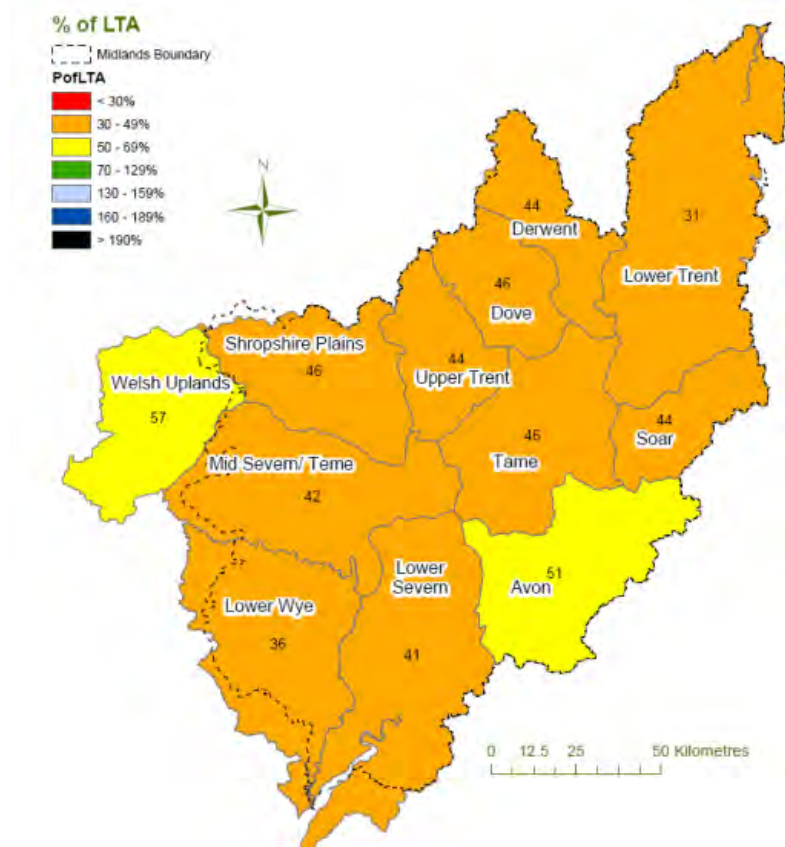 % of LTA
Midlands Boundary
PofLTA
< 30%
30 - 49%
50 - 69%
70 - 129%
130 - 159%
160 - 189%
> 190%
N
44
Derwent
31
Lower Trent
46
Dove
Shropshire Plains
46
44
Upper Trent
Welsh Uplands
57
46
Tame
44
Soar
Mid Severn/ Teme
42
Lower
Severn
41
51
Avon
Lower Wye
36
0 12.5 25 50 Kilometres